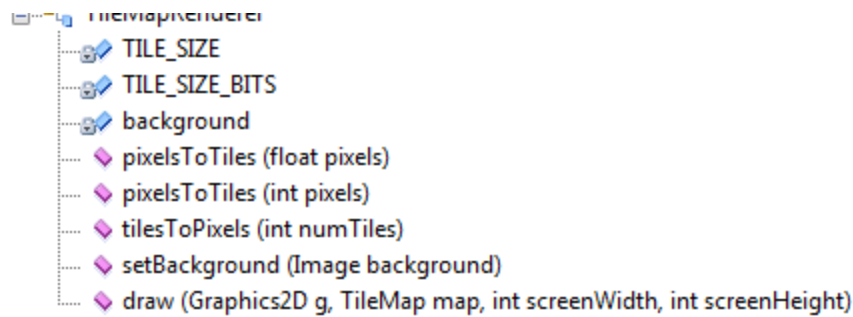 TileMapRenderer
TILE_SIZE
TILE_SIZE_BITS
background
pixelsToTiles (float pixels)
pixelsToTiles (int pixels)
tilesToPixels (int numTiles)
setBackground (Image background)
draw (Graphics2D g, TileMap map, int screenWidth, int screenHeight)